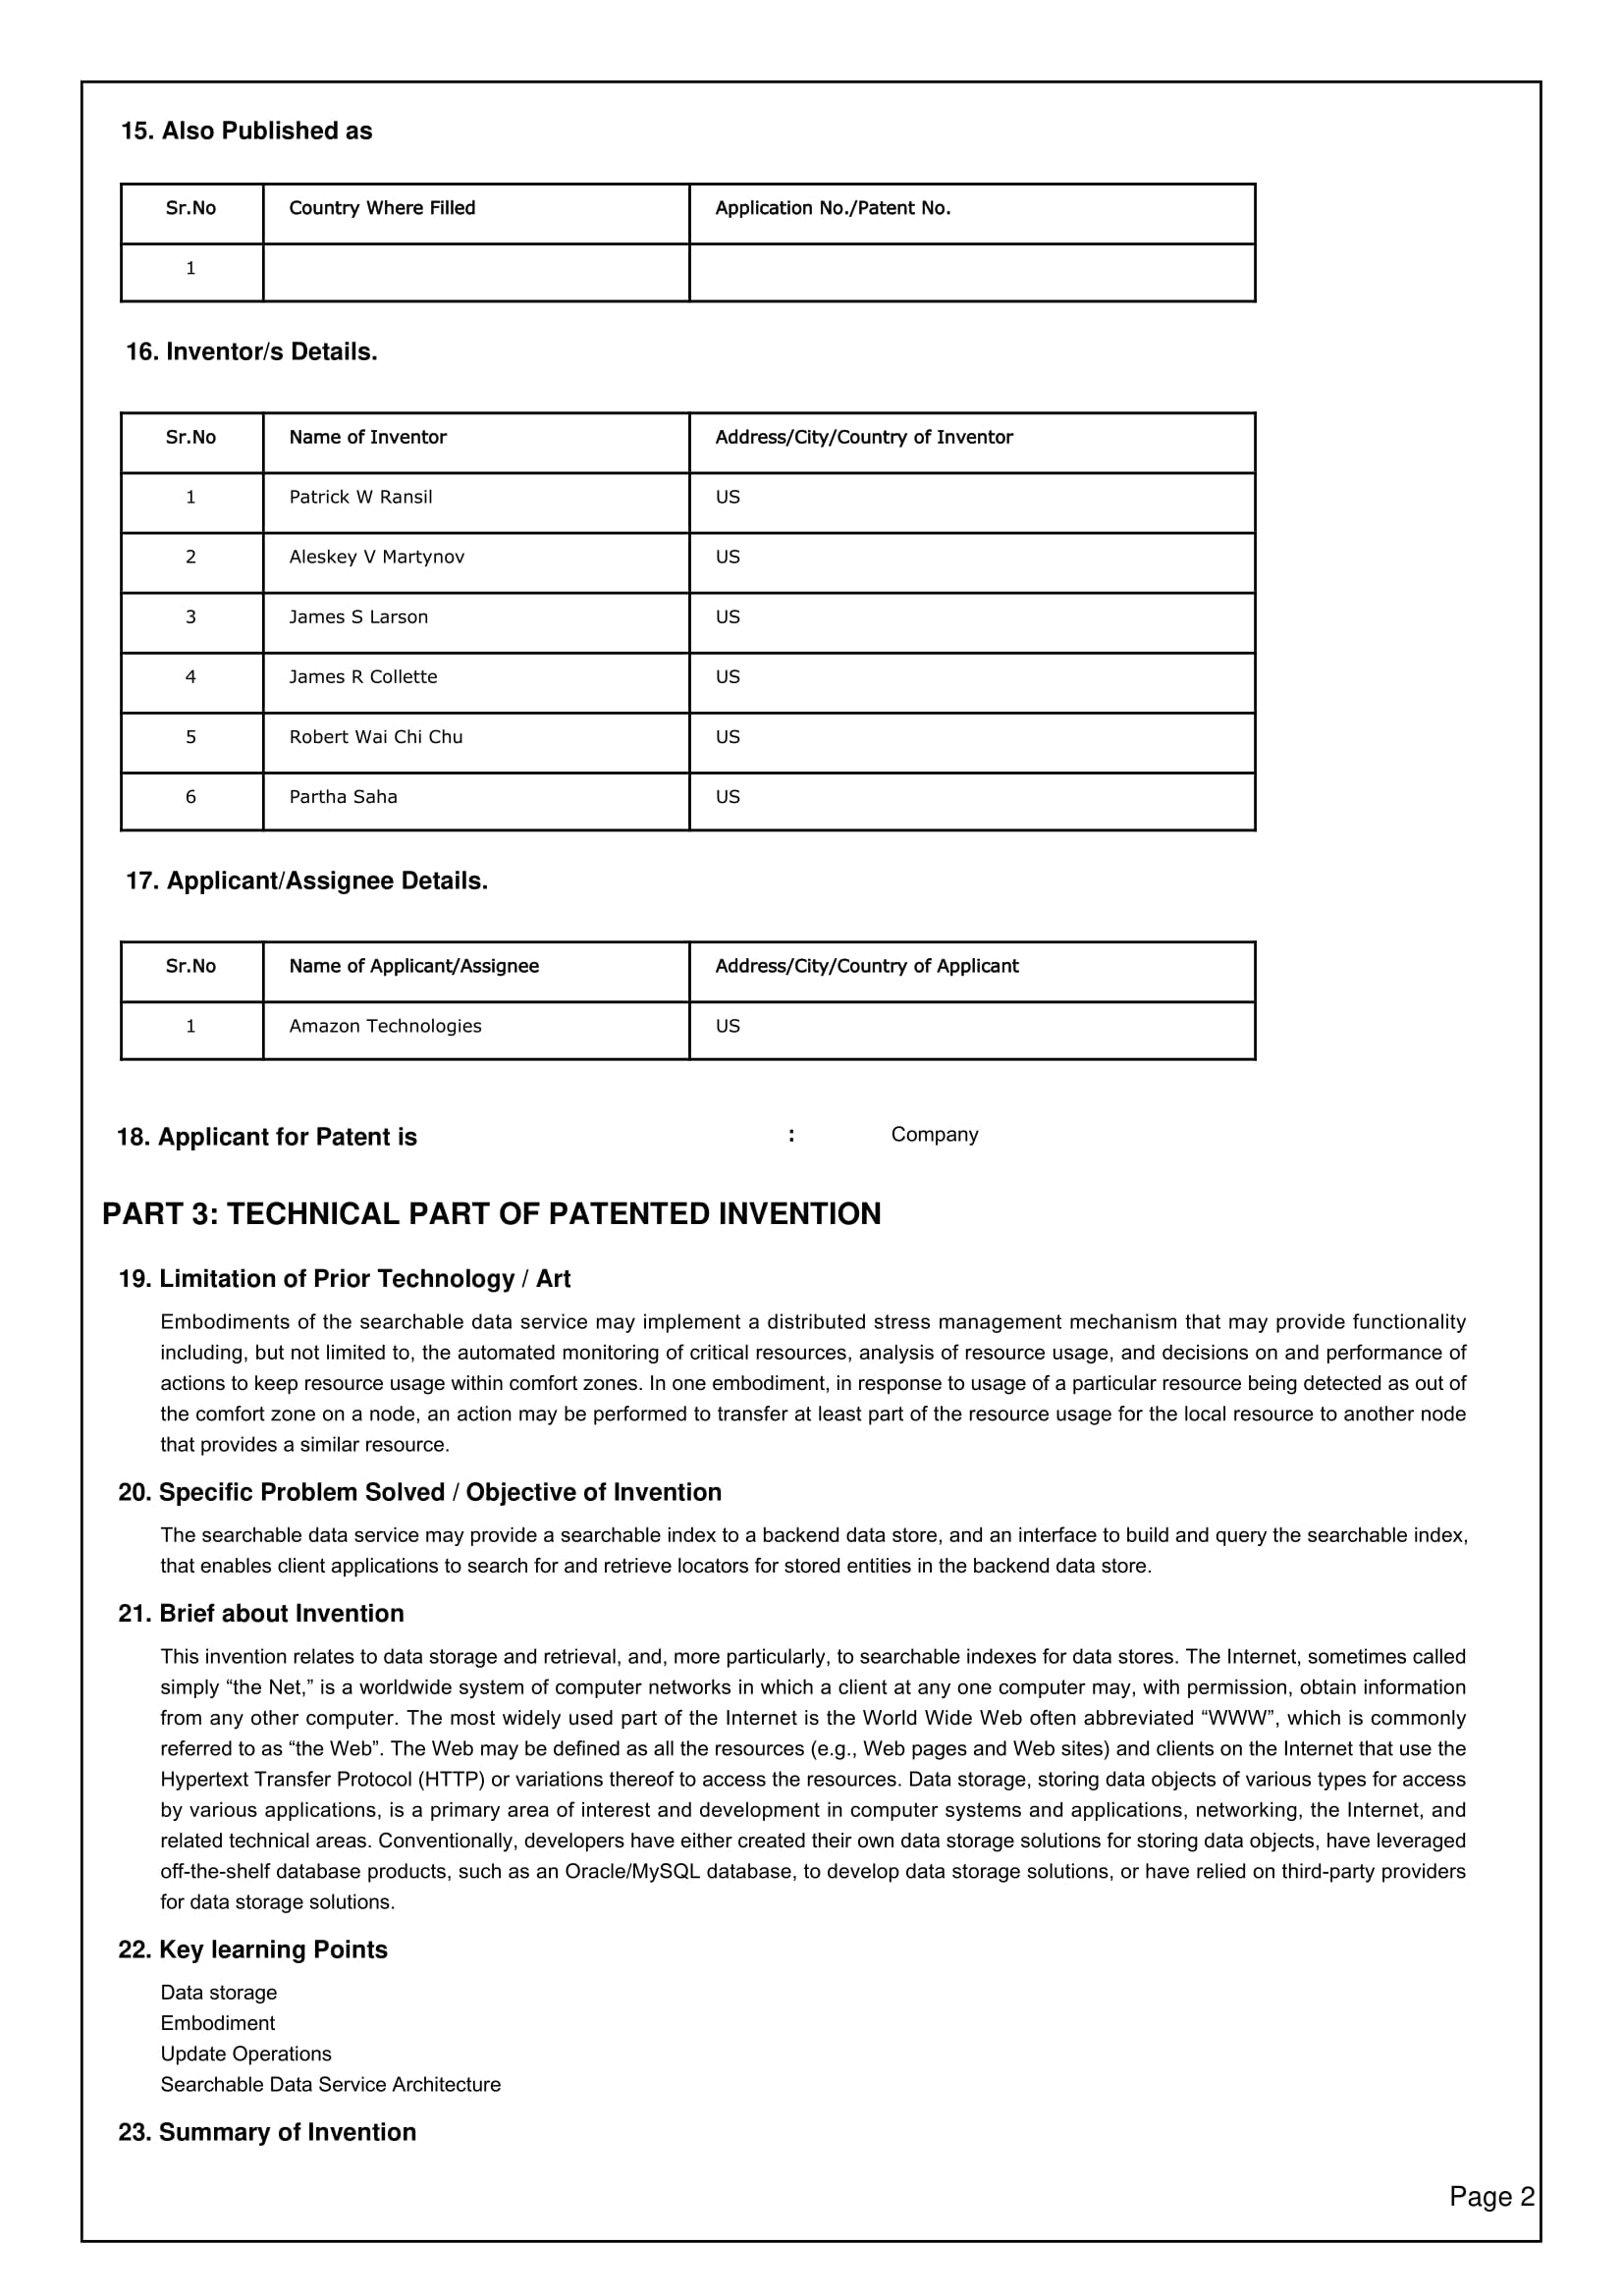 15. Also Published as
Sr.No Country Where Filled Application No./Patent No.
1
16. Inventor/s Details.
Sr.No Name of Inventor Address/City/Country of Inventor
1 Patrick W Ransil US
2 Aleskey V Martynov US
3 James S Larson US
4 James R Collette US
5 Robert Wai Chi Chu US
6 Partha Saha US
17. Applicant/Assignee Details.
Sr.No Name of Applicant/Assignee Address/City/Country of Applicant
1 Amazon Technologies US
18. Applicant for Patent is : Company
PART 3: TECHNICAL PART OF PATENTED INVENTION
19. Limitation of Prior Technology / Art
Embodiments of the searchable data service may implement a distributed stress management mechanism that may provide functionality
including, but not limited to, the automated monitoring of critical resources, analysis of resource usage, and decisions on and performance of
actions to keep resource usage within comfort zones. In one embodiment, in response to usage of a particular resource being detected as out of
the comfort zone on a node, an action may be performed to transfer at least part of the resource usage for the local resource to another node
that provides a similar resource.
20. Specific Problem Solved / Objective of Invention
The searchable data service may provide a searchable index to a backend data store, and an interface to build and query the searchable index,
that enables client applications to search for and retrieve locators for stored entities in the backend data store.
21. Brief about Invention
This invention relates to data storage and retrieval, and, more particularly, to searchable indexes for data stores. The Internet, sometimes called
simply “the Net,” is a worldwide system of computer networks in which a client at any one computer may, with permission, obtain information
from any other computer. The most widely used part of the Internet is the World Wide Web often abbreviated “WWW”, which is commonly
referred to as “the Web”. The Web may be defined as all the resources (e.g., Web pages and Web sites) and clients on the Internet that use the
Hypertext Transfer Protocol (HTTP) or variations thereof to access the resources. Data storage, storing data objects of various types for access
by various applications, is a primary area of interest and development in computer systems and applications, networking, the Internet, and
related technical areas. Conventionally, developers have either created their own data storage solutions for storing data objects, have leveraged
off-the-shelf database products, such as an Oracle/MySQL database, to develop data storage solutions, or have relied on third-party providers
for data storage solutions.
22. Key learning Points
Data storage
Embodiment
Update Operations
Searchable Data Service Architecture
23. Summary of Invention
Page 2